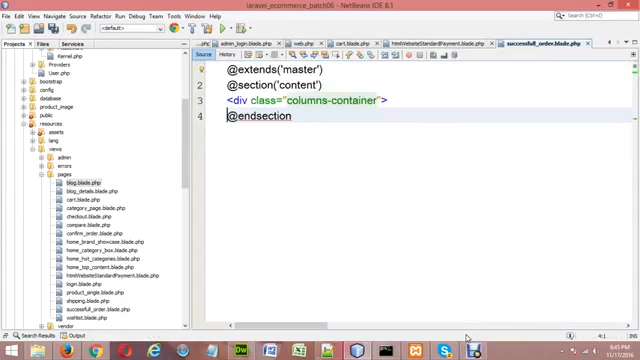 laravel_ecommerce_batch06 - NetBeans IDE 8.1
File Edit View Navigate Source Refactor Run Debug Team Tools Window Help
Search (Ctrl+I)
<default>
Projects Files Services
.php admin_login.blade.php web.php cart.blade.php htmlWebsiteStandardPayment.blade.php successfull_order.blade.php
Source History
Kernel.php
Providers
User.php
bootstrap
config
database
product_image
public
resources
assets
lang
views
admin
errors
pages
blog.blade.php
blog_details.blade.php
cart.blade.php
category_page.blade.php
checkout.blade.php
compare.blade.php
confirm_order.blade.php
home_brand_showcase.blade.php
home_category_box.blade.php
home_hot_categories.blade.php
home_top_content.blade.php
htmlWebsiteStandardPayment.blade.php
login.blade.php
product_single.blade.php
shipping.blade.php
successfull_order.blade.php
wishlist.blade.php
vendor
1 @extends('master')
2 @section('content')
3 <div class="columns-container">
4 @endsection
Search Results Output
4:1 INS
8:45 PM
11/17/2016